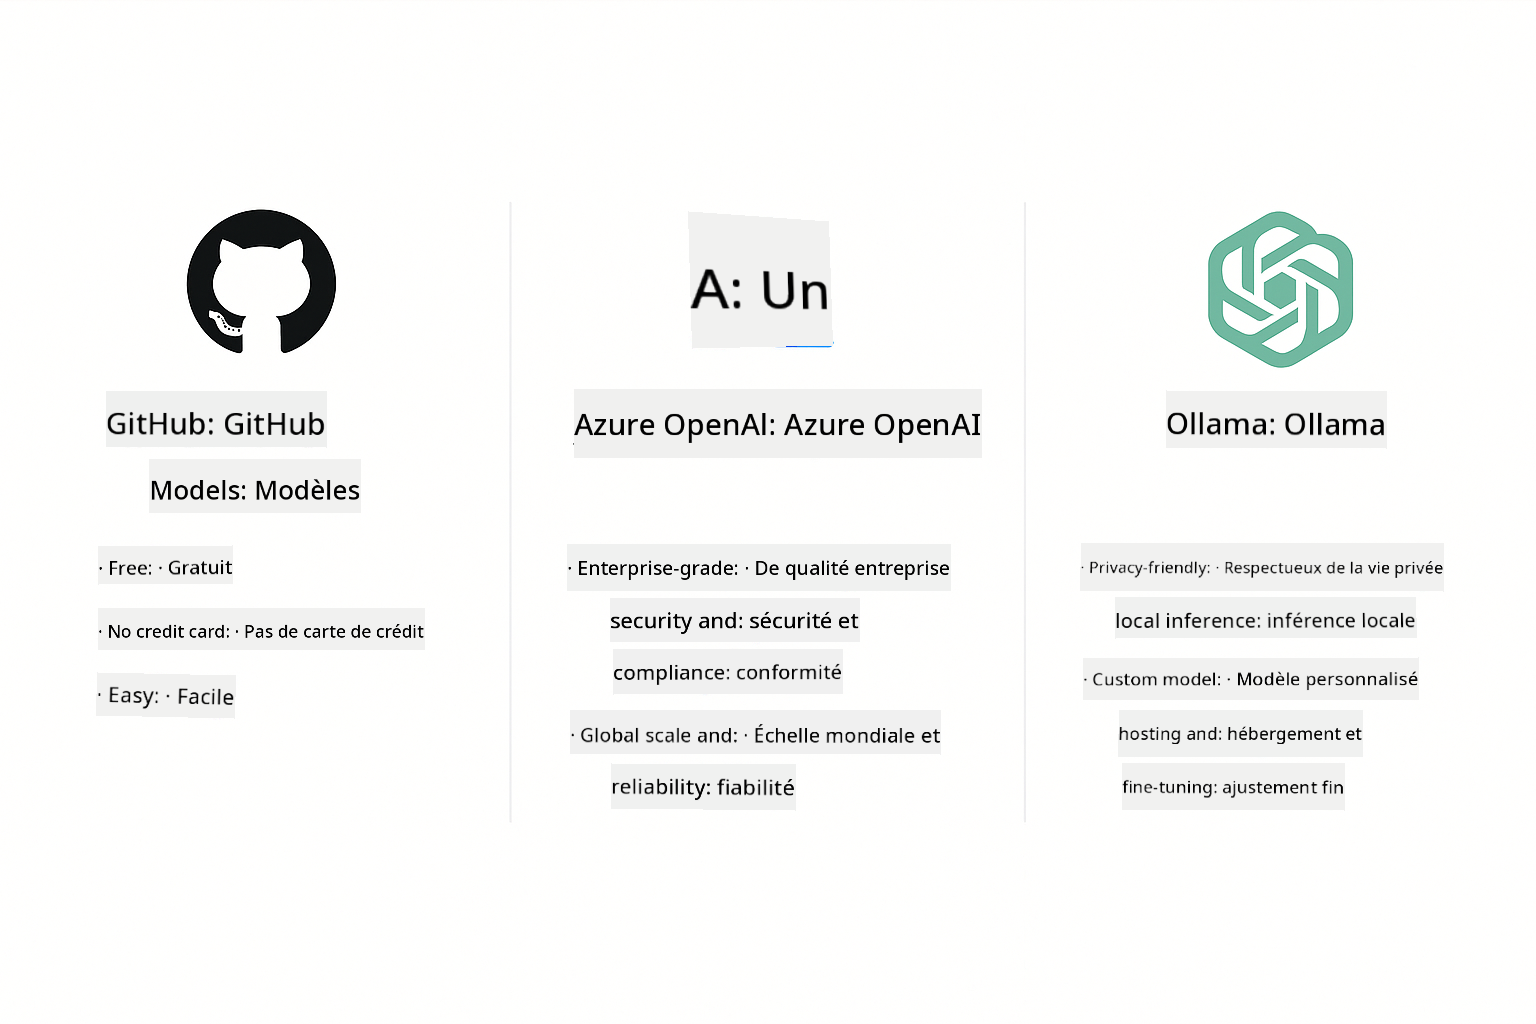 A: Un
GitHub: GitHub
Models: Modèles
· Free: · Gratuit
· No credit card: · Pas de carte de crédit
· Easy: · Facile
Azure OpenAI: Azure OpenAI
· Enterprise-grade: · De qualité entreprise
security and: sécurité et
compliance: conformité
· Global scale and: · Échelle mondiale et
reliability: fiabilité
Ollama: Ollama
· Privacy-friendly: · Respectueux de la vie privée
local inference: inférence locale
· Custom model: · Modèle personnalisé
hosting and: hébergement et
fine-tuning: ajustement fin